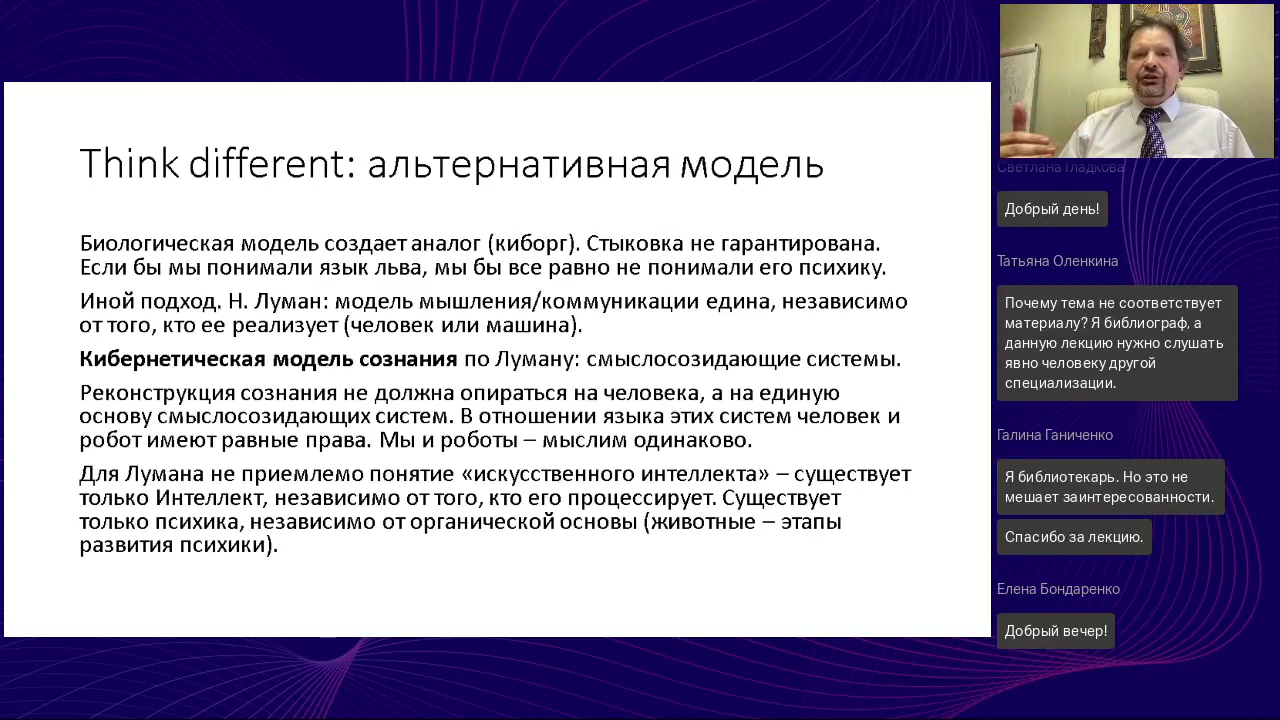 Think different: альтернативная модель
Биологическая модель создает аналог (киборг). Стыковка не гарантирована.
Если бы мы понимали язык льва, мы бы все равно не понимали его психику.
Иной подход. Н. Луман: модель мышления/коммуникации едина, независимо
от того, кто ее реализует (человек или машина).
Кибернетическая модель сознания по Луману: смыслосозидающие системы.
Реконструкция сознания не должна опираться на человека, а на единую
основу смыслосозидающих систем. В отношении языка этих систем человек и
робот имеют равные права. Мы и роботы – мыслим одинаково.
Для Лумана не приемлемо понятие «искусственного интеллекта» – существует
только Интеллект, независимо от того, кто его процессирует. Существует
только психика, независимо от органической основы (животные – этапы
развития психики).
Светлана Гладкова
Добрый день!
Татьяна Оленкина
Почему тема не соответствует
материалу? Я библиограф, а
данную лекцию нужно слушать
явно человеку другой
специализации.
Галина Ганиченко
Я библиотекарь. Но это не
мешает заинтересованности.
Спасибо за лекцию.
Елена Бондаренко
Добрый вечер!